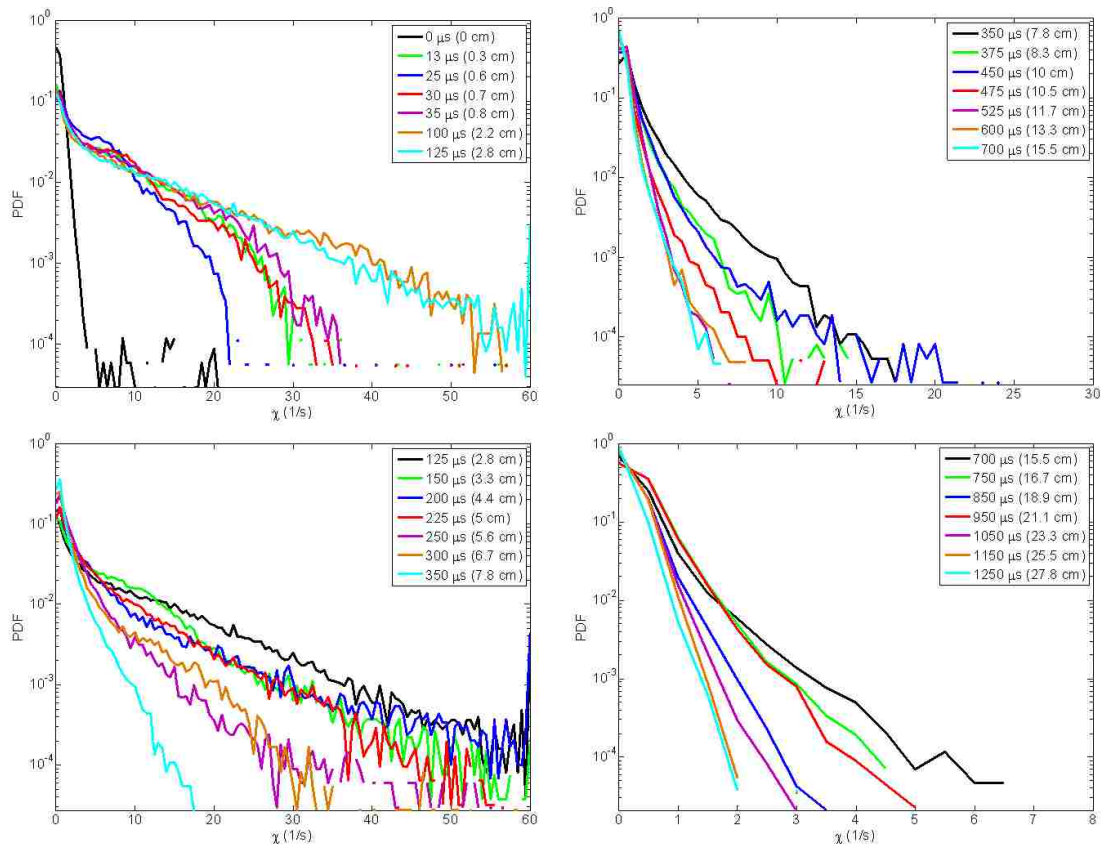 10^0
10^-1
10^-2
10^-3
10^-4
PDF
0 10 20 30 40 50 60
χ (1/s)
0 μs (0 cm)
13 μs (0.3 cm)
25 μs (0.6 cm)
30 μs (0.7 cm)
35 μs (0.8 cm)
100 μs (2.2 cm)
125 μs (2.8 cm)
10^0
10^-1
10^-2
10^-3
10^-4
PDF
0 5 10 15 20 25 30
χ (1/s)
350 μs (7.8 cm)
375 μs (8.3 cm)
450 μs (10 cm)
475 μs (10.5 cm)
525 μs (11.7 cm)
600 μs (13.3 cm)
700 μs (15.5 cm)
10^0
10^-1
10^-2
10^-3
10^-4
PDF
0 10 20 30 40 50 60
χ (1/s)
125 μs (2.8 cm)
150 μs (3.3 cm)
200 μs (4.4 cm)
225 μs (5 cm)
250 μs (5.6 cm)
300 μs (6.7 cm)
350 μs (7.8 cm)
10^0
10^-1
10^-2
10^-3
10^-4
PDF
0 1 2 3 4 5 6 7 8
χ (1/s)
700 μs (15.5 cm)
750 μs (16.7 cm)
850 μs (18.9 cm)
950 μs (21.1 cm)
1050 μs (23.3 cm)
1150 μs (25.5 cm)
1250 μs (27.8 cm)